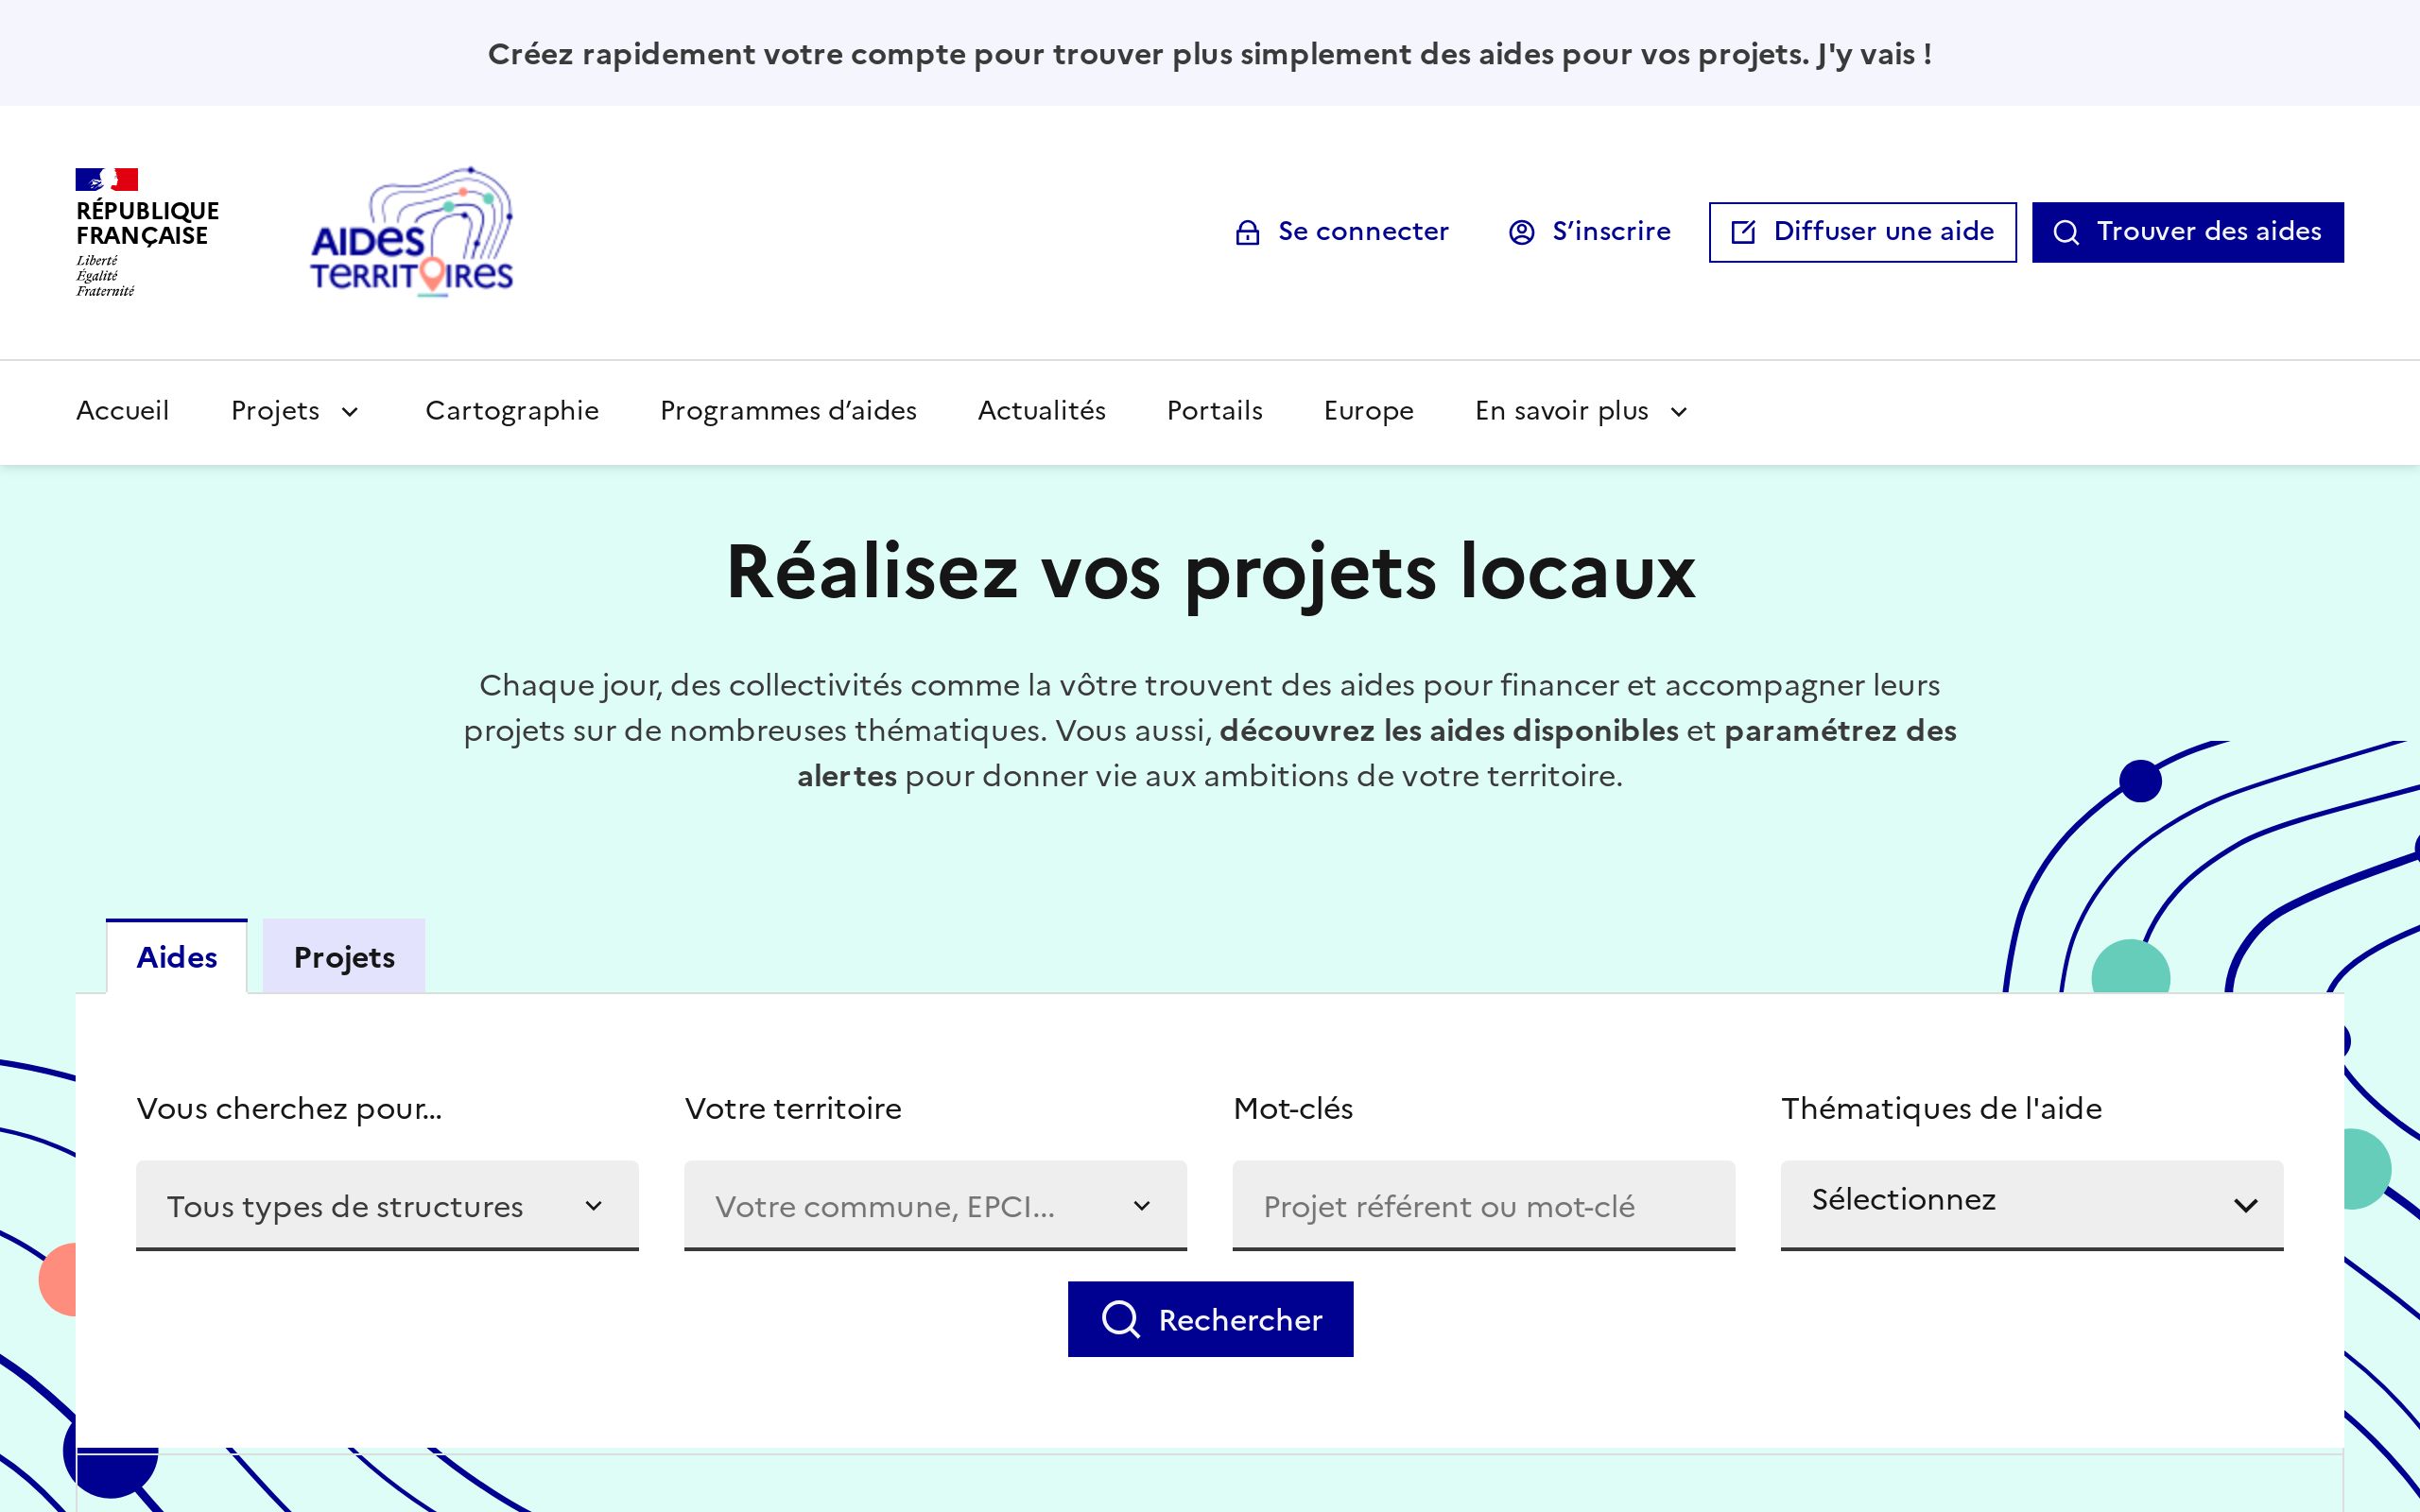 Créez rapidement votre compte pour trouver plus simplement des aides pour vos projets. J'y vais !
RÉPUBLIQUE
FRANÇAISE
Liberté
Égalité
Fraternité
AIDES
TERRITOIRES
Se connecter
S’inscrire
Diffuser une aide
Trouver des aides
Accueil
Projets
Cartographie
Programmes d’aides
Actualités
Portails
Europe
En savoir plus
Réalisez vos projets locaux
Chaque jour, des collectivités comme la vôtre trouvent des aides pour financer et accompagner leurs
projets sur de nombreuses thématiques. Vous aussi, découvrez les aides disponibles et paramétrez des
alertes pour donner vie aux ambitions de votre territoire.
Aides
Projets
Vous cherchez pour...
Tous types de structures
Votre territoire
Votre commune, EPCI...
Mot-clés
Projet référent ou mot-clé
Thématiques de l'aide
Sélectionnez
Rechercher